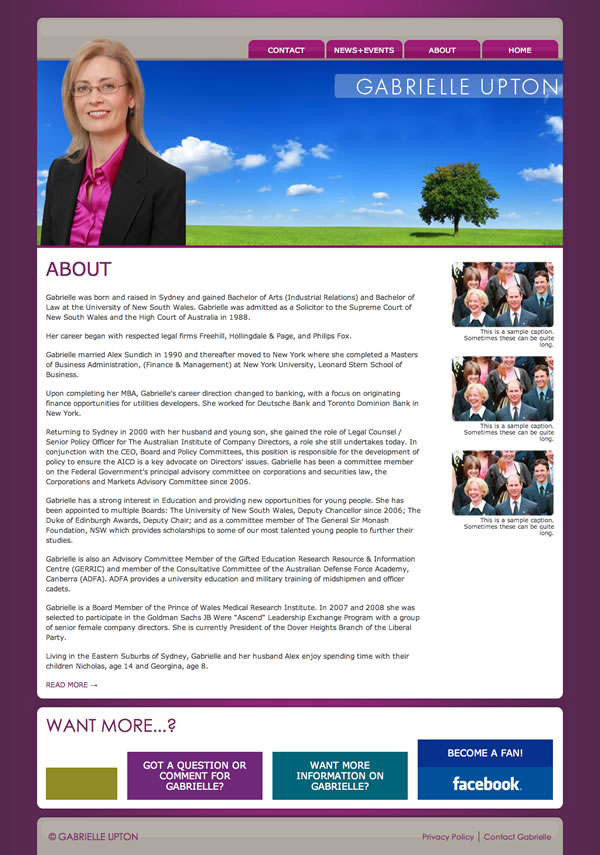 CONTACT
NEWS+EVENTS
ABOUT
HOME
GABRIELLE UPTON
ABOUT
Gabrielle was born and raised in Sydney and gained Bachelor of Arts (Industrial Relations) and Bachelor of
Law at the University of New South Wales. Gabrielle was admitted as a Solicitor to the Supreme Court of
New South Wales and the High Court of Australia in 1988.
Her career began with respected legal firms Freehill, Hollingdale & Page, and Philips Fox.
Gabrielle married Alex Sundich in 1990 and thereafter moved to New York where she completed a Masters
of Business Administration, (Finance & Management) at New York University, Leonard Stern School of
Business.
Upon completing her MBA, Gabrielle's career direction changed to banking, with a focus on originating
finance opportunities for utilities developers. She worked for Deutsche Bank and Toronto Dominion Bank in
New York.
Returning to Sydney in 2000 with her husband and young son, she gained the role of Legal Counsel /
Senior Policy Officer for The Australian Institute of Company Directors, a role she still undertakes today. In
conjunction with the CEO, Board and Policy Committees, this position is responsible for the development of
policy to ensure the AICD is a key advocate on Directors' issues. Gabrielle has been a committee member
on the Federal Government's principal advisory committee on corporations and securities law, the
Corporations and Markets Advisory Committee since 2006.
Gabrielle has a strong interest in Education and providing new opportunities for young people. She has
been appointed to multiple Boards: The University of New South Wales, Deputy Chancellor since 2006; The
Duke of Edinburgh Awards, Deputy Chair; and as a committee member of The General Sir Monash
Foundation, NSW which provides scholarships to some of our most talented young people to further their
studies.
Gabrielle is also an Advisory Committee Member of the Gifted Education Research Resource & Information
Centre (GERRIC) and member of the Consultative Committee of the Australian Defense Force Academy,
Canberra (ADFA). ADFA provides a university education and military training of midshipmen and officer
cadets.
Gabrielle is a Board Member of the Prince of Wales Medical Research Institute. In 2007 and 2008 she was
selected to participate in the Goldman Sachs JB Were "Ascend" Leadership Exchange Program with a group
of senior female company directors. She is currently President of the Dover Heights Branch of the Liberal
Party.
Living in the Eastern Suburbs of Sydney, Gabrielle and her husband Alex enjoy spending time with their
children Nicholas, age 14 and Georgina, age 8.
READ MORE →
This is a sample caption.
Sometimes these can be quite
long.
This is a sample caption.
Sometimes these can be quite
long.
This is a sample caption.
Sometimes these can be quite
long.
WANT MORE...?
GOT A QUESTION OR
COMMENT FOR
GABRIELLE?
WANT MORE
INFORMATION ON
GABRIELLE?
BECOME A FAN!
facebook.
© GABRIELLE UPTON
Privacy Policy | Contact Gabrielle